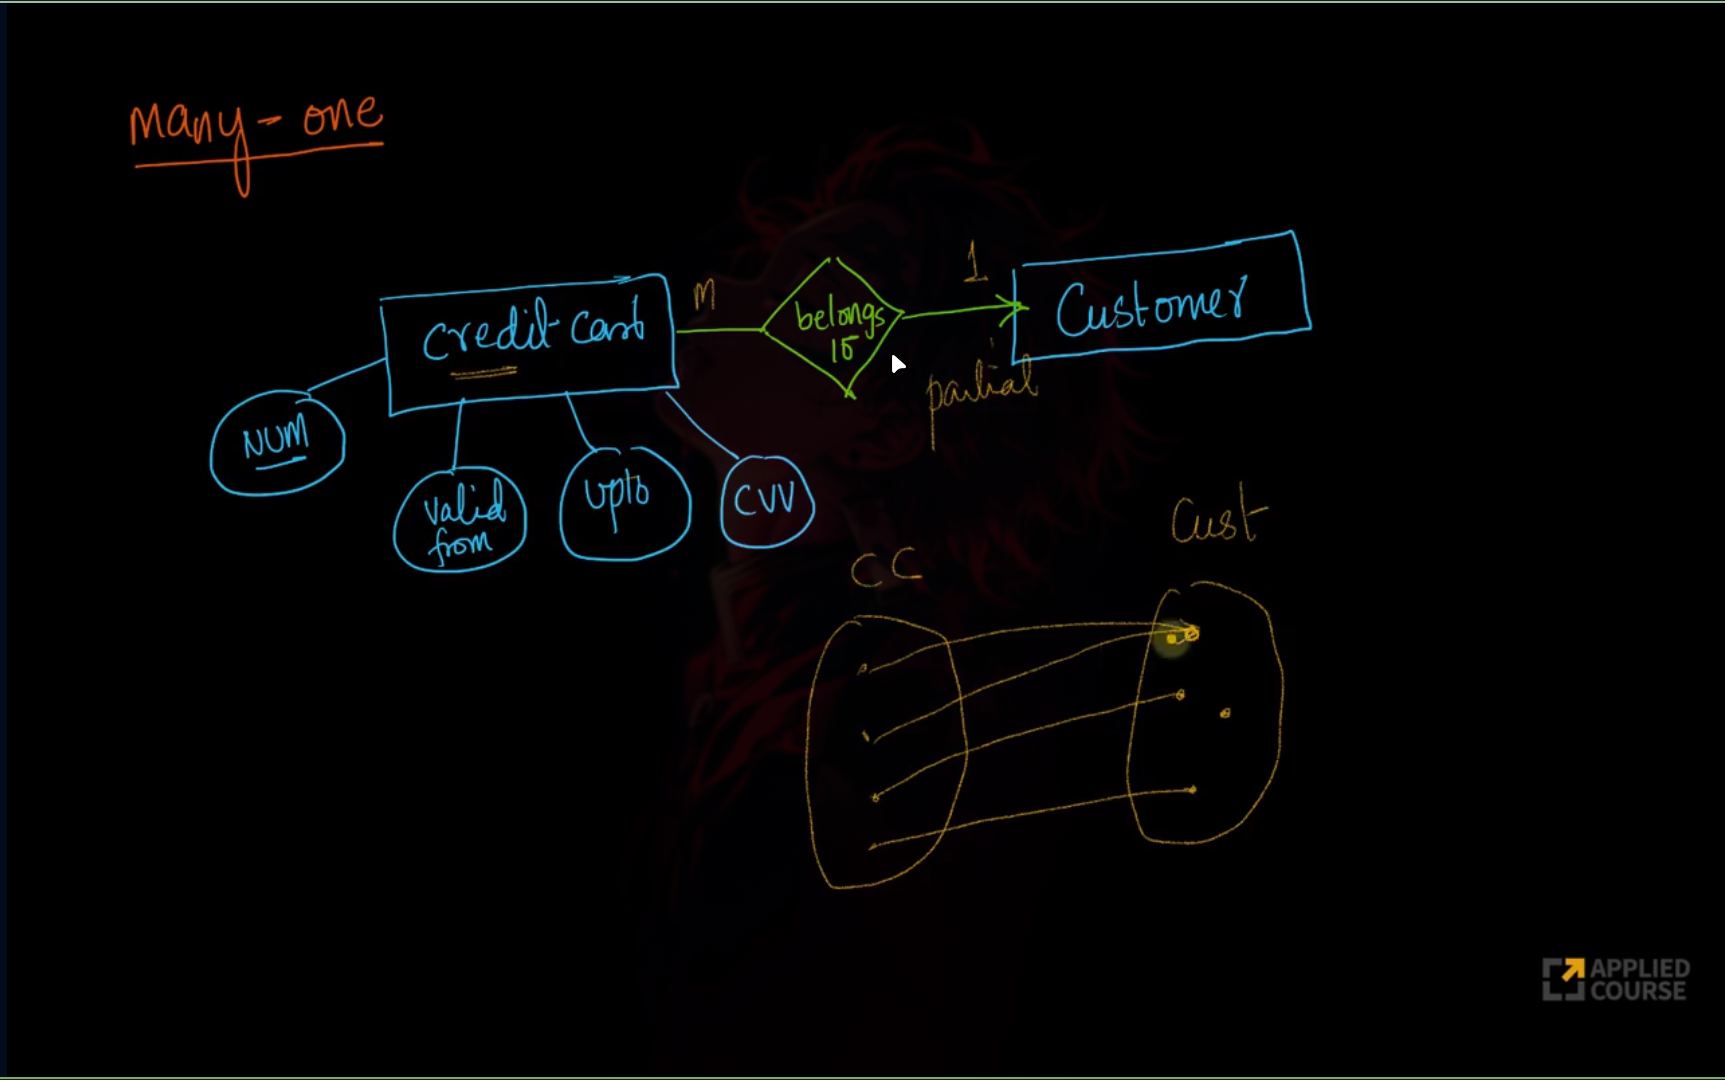 many - one
M
1
credit card
belongs
to
Customer
partial
NUM
valid
from
upto
CVV
CC
Cust
APPLIED
COURSE